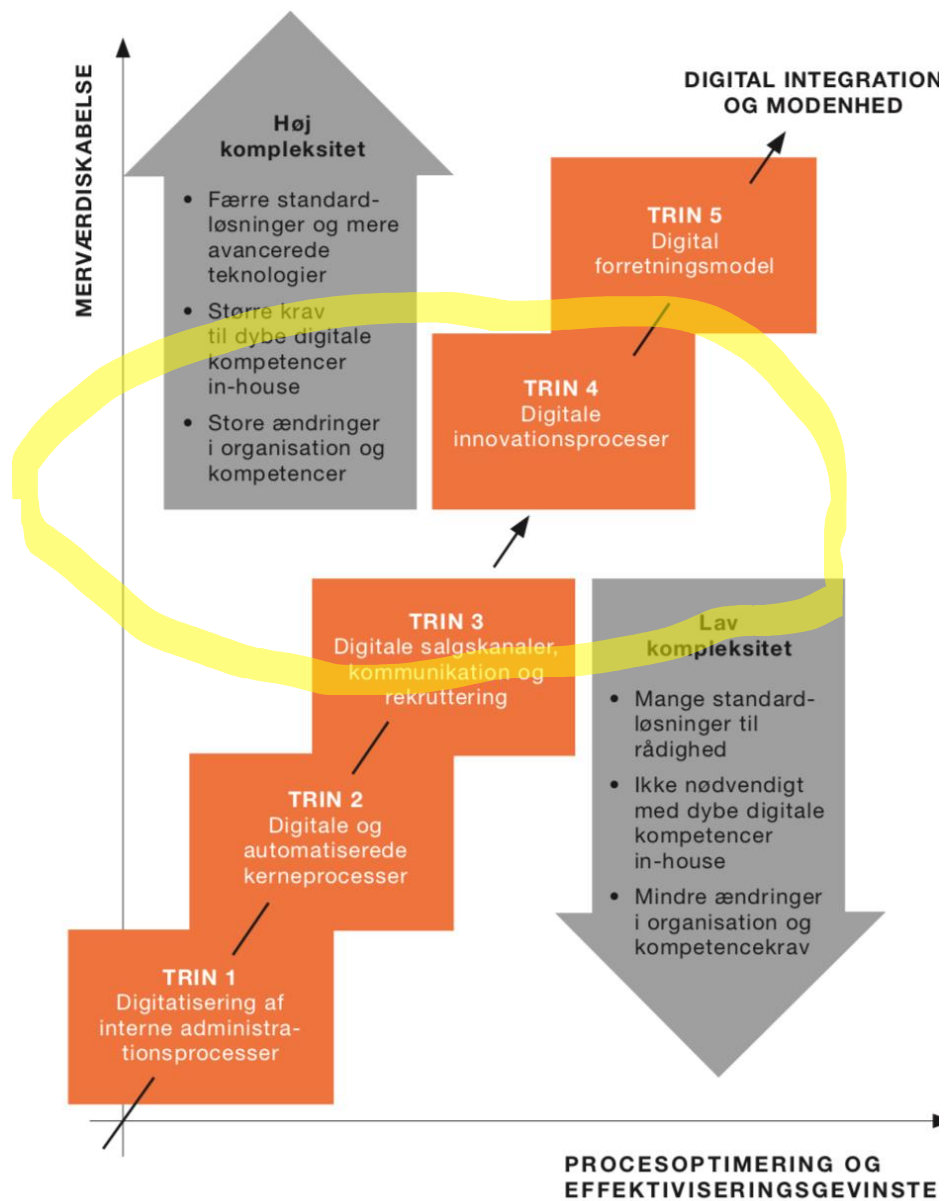 MERVÆRDISKABELSE
Høj
kompleksitet
• Færre standard-
løsninger og mere
avancerede
teknologier
• Større krav
til dybe digitale
kompetencer
in-house
• Store ændringer
i organisation og
kompetencer
DIGITAL INTEGRATION
OG MODENHED
TRIN 5
Digital
forretningsmodel
TRIN 4
Digitale
innovationsproceser
TRIN 3
Digitale salgskanaler,
kommunikation og
rekruttering
TRIN 2
Digitale og
automatiserede
kerneprocesser
TRIN 1
Digitatisering af
interne administra-
tionsprocesser
Lav
kompleksitet
• Mange standard-
løsninger til
rådighed
• Ikke nødvendigt
med dybe digitale
kompetencer
in-house
• Mindre ændringer
i organisation og
kompetencekrav
PROCESOPTIMERING OG
EFFEKTIVISERINGSGEVINSTE